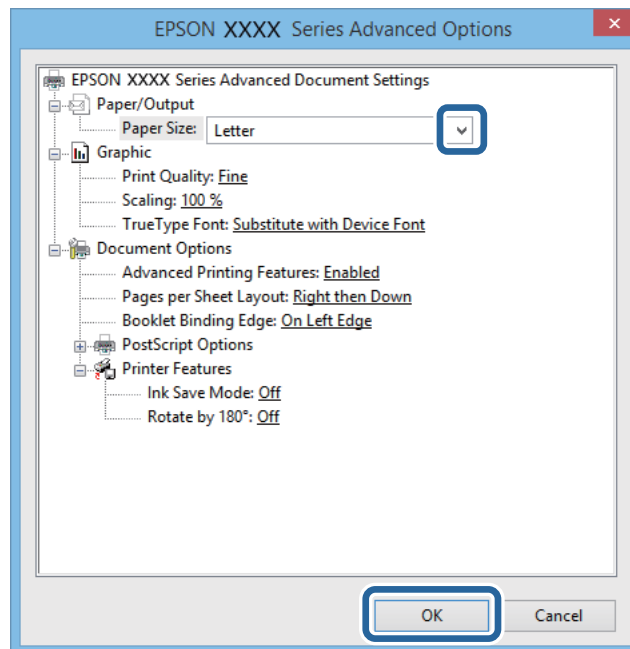 EPSON XXXX Series Advanced Options
EPSON XXXX Series Advanced Document Settings
Paper/Output
Paper Size: Letter
Graphic
Print Quality: Fine
Scaling: 100 %
TrueType Font: Substitute with Device Font
Document Options
Advanced Printing Features: Enabled
Pages per Sheet Layout: Right then Down
Booklet Binding Edge: On Left Edge
PostScript Options
Printer Features
Ink Save Mode: Off
Rotate by 180°: Off
OK Cancel